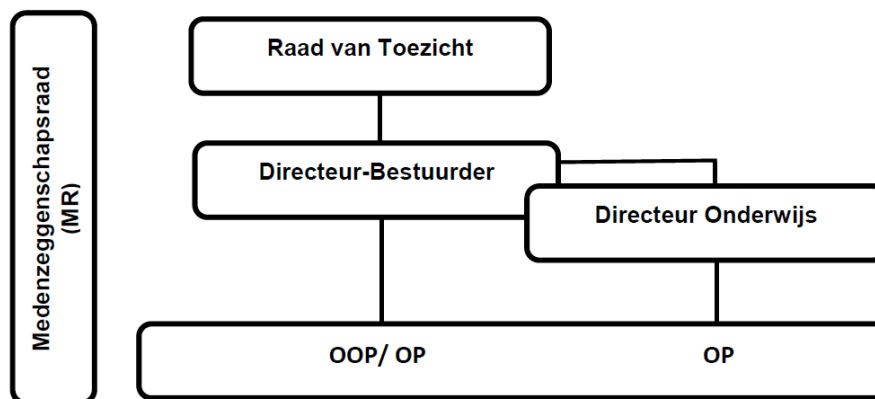 Medenzeggenschapsraad
(MR)
Raad van Toezicht
Directeur-Bestuurder
Directeur Onderwijs
OOP/ OP
OP